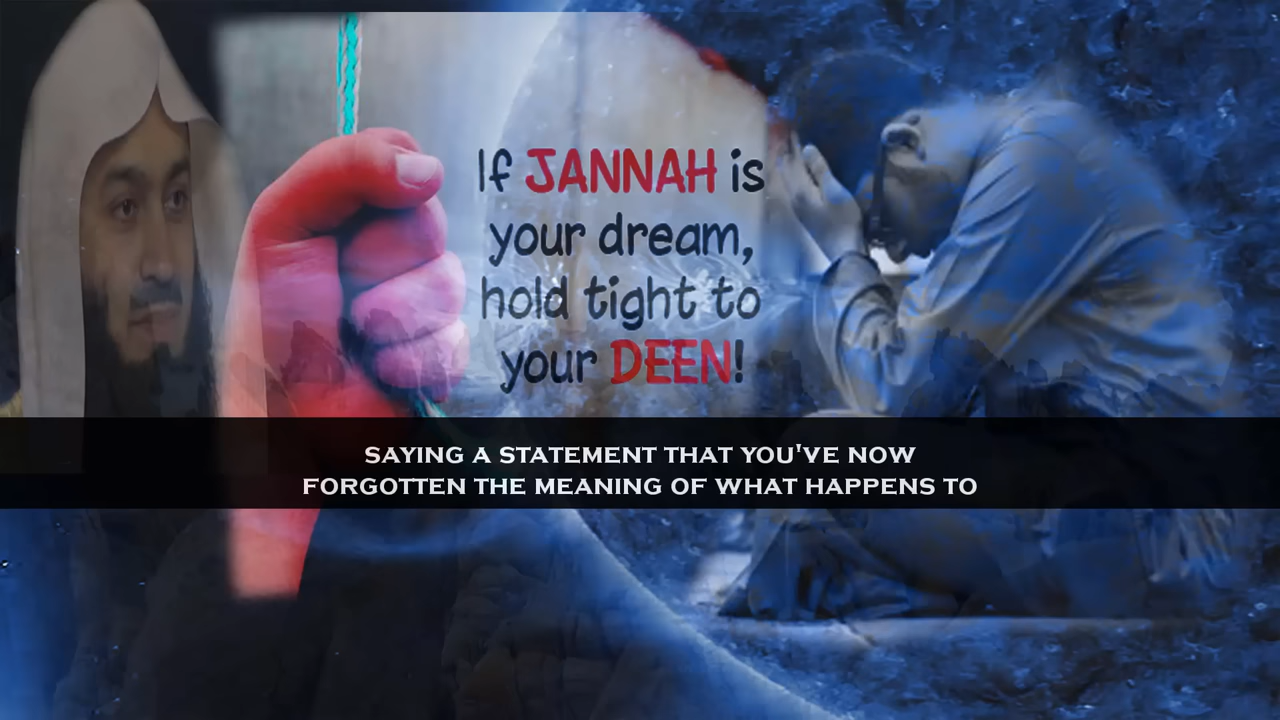 If JANNAH is
your dream,
hold tight to
your DEEN!
SAYING A STATEMENT THAT YOU'VE NOW
FORGOTTEN THE MEANING OF WHAT HAPPENS TO